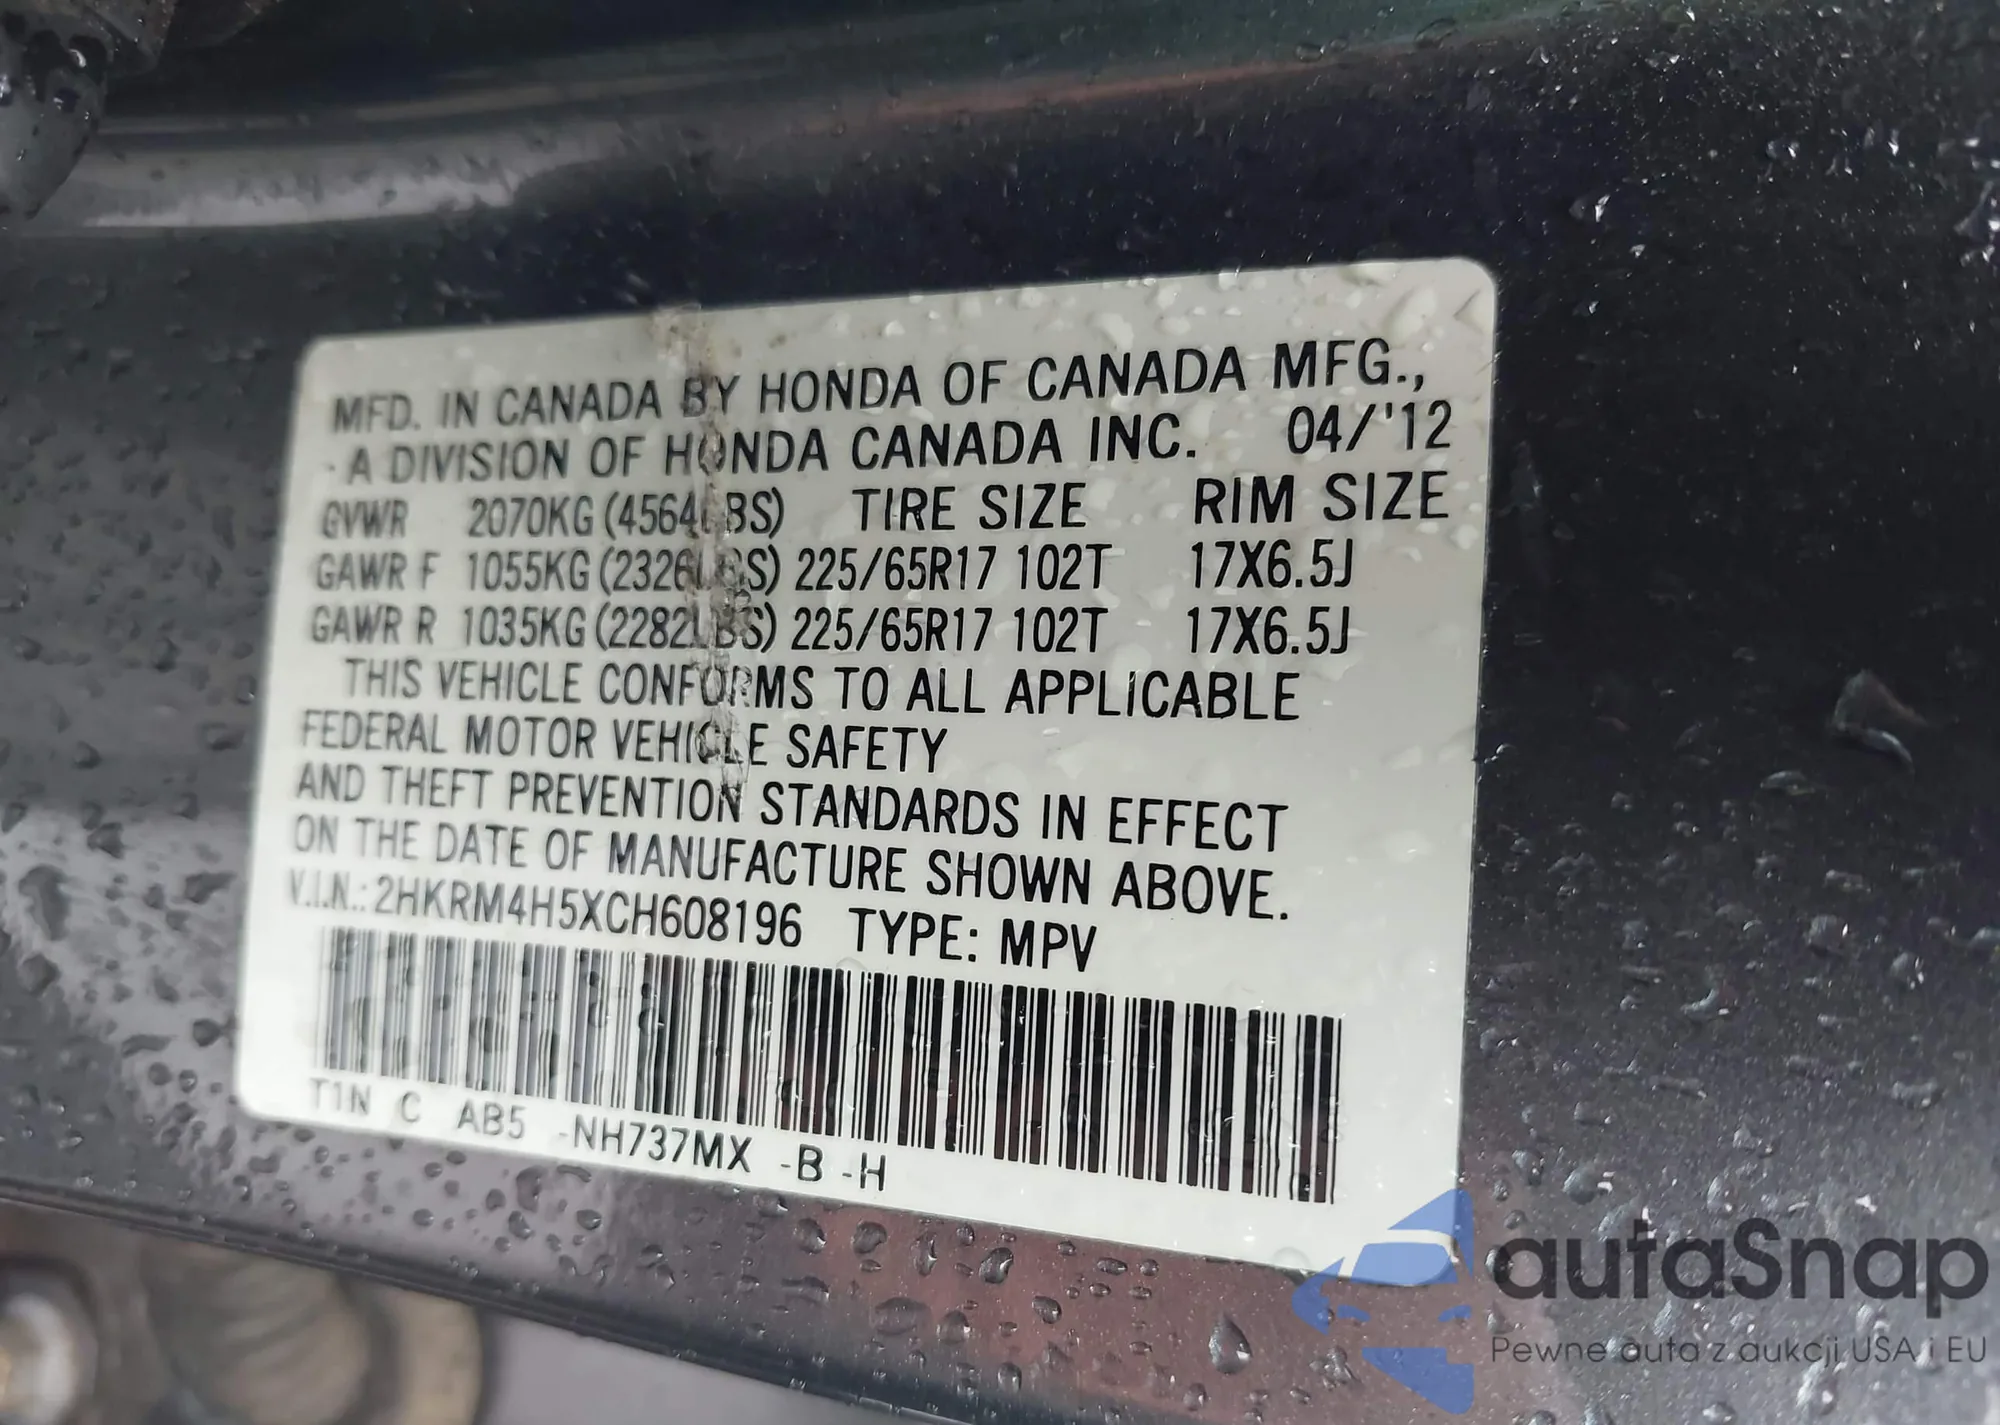 MFD. IN CANADA BY HONDA OF CANADA MFG.,
A DIVISION OF HONDA CANADA INC. 04/'12
GVWR 2070KG (4564LBS) TIRE SIZE RIM SIZE
GAWR F 1055KG (2326LBS) 225/65R17 102T 17X6.5J
GAWR R 1035KG (2282LBS) 225/65R17 102T 17X6.5J
THIS VEHICLE CONFORMS TO ALL APPLICABLE
FEDERAL MOTOR VEHICLE SAFETY
AND THEFT PREVENTION STANDARDS IN EFFECT
ON THE DATE OF MANUFACTURE SHOWN ABOVE.
V.I.N.: 2HKRM4H5XCH608196 TYPE: MPV
T1N C AB5 -NH737MX -B -H
autaSnap
Pewne auta z aukcji USA i EU